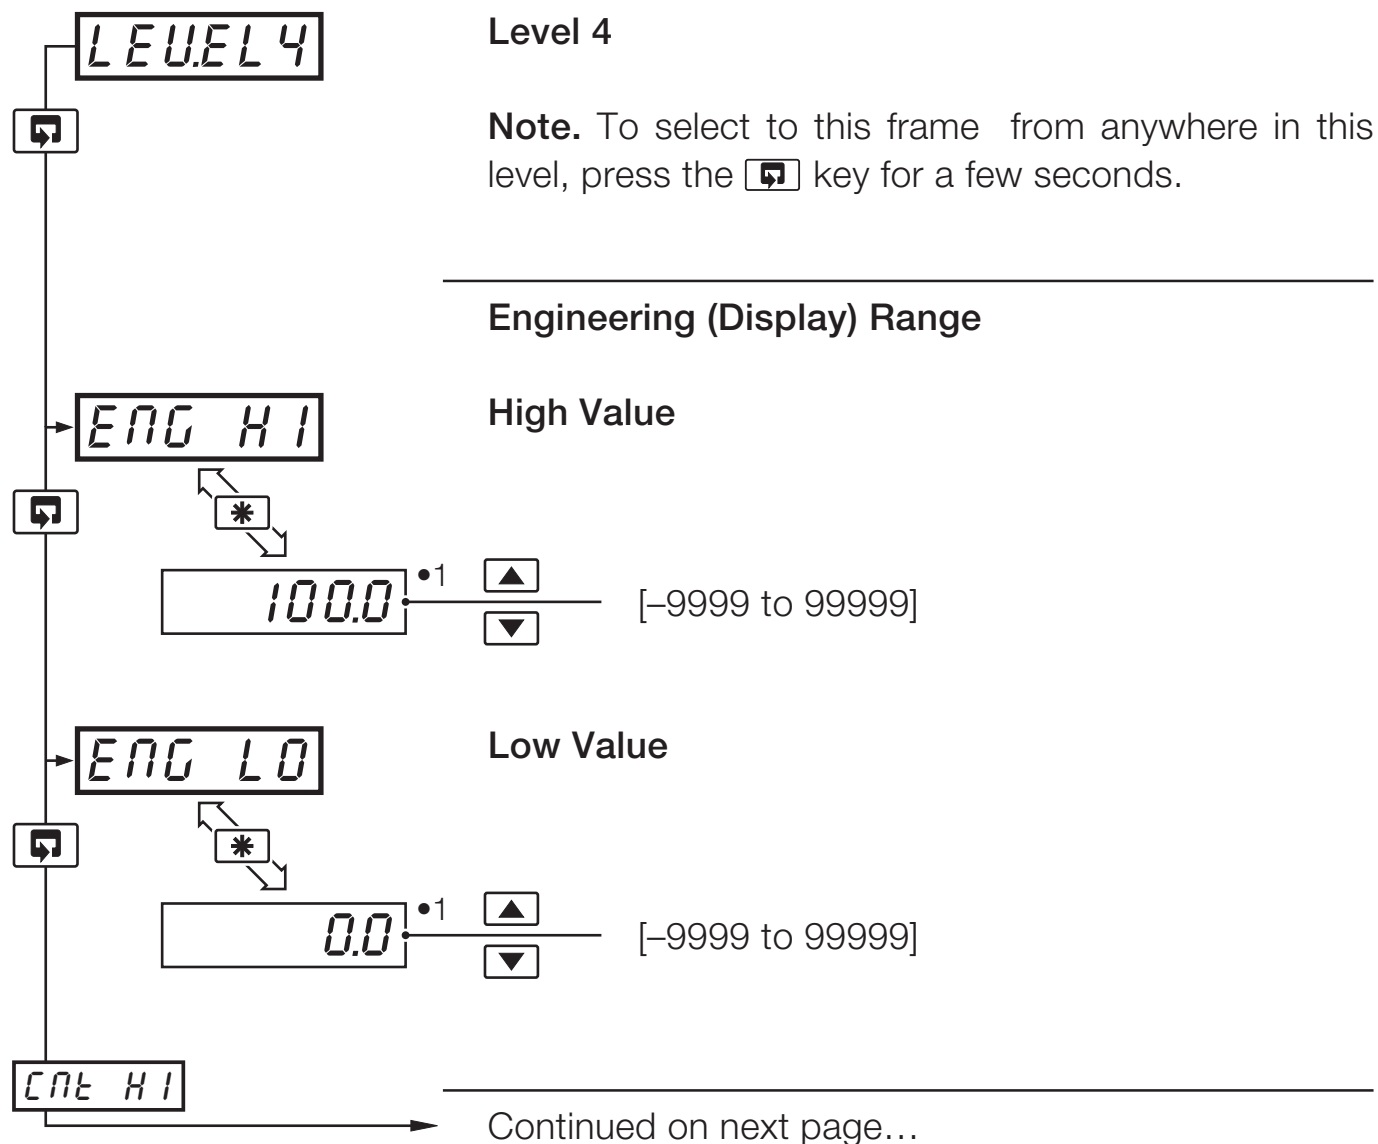 LEV.EL4
Level 4
Note. To select to this frame from anywhere in this
level, press the key for a few seconds.
Engineering (Display) Range
ENG HI
High Value
100.0
•1
[–9999 to 99999]
ENG LO
Low Value
0.0
•1
[–9999 to 99999]
CNt HI
Continued on next page…